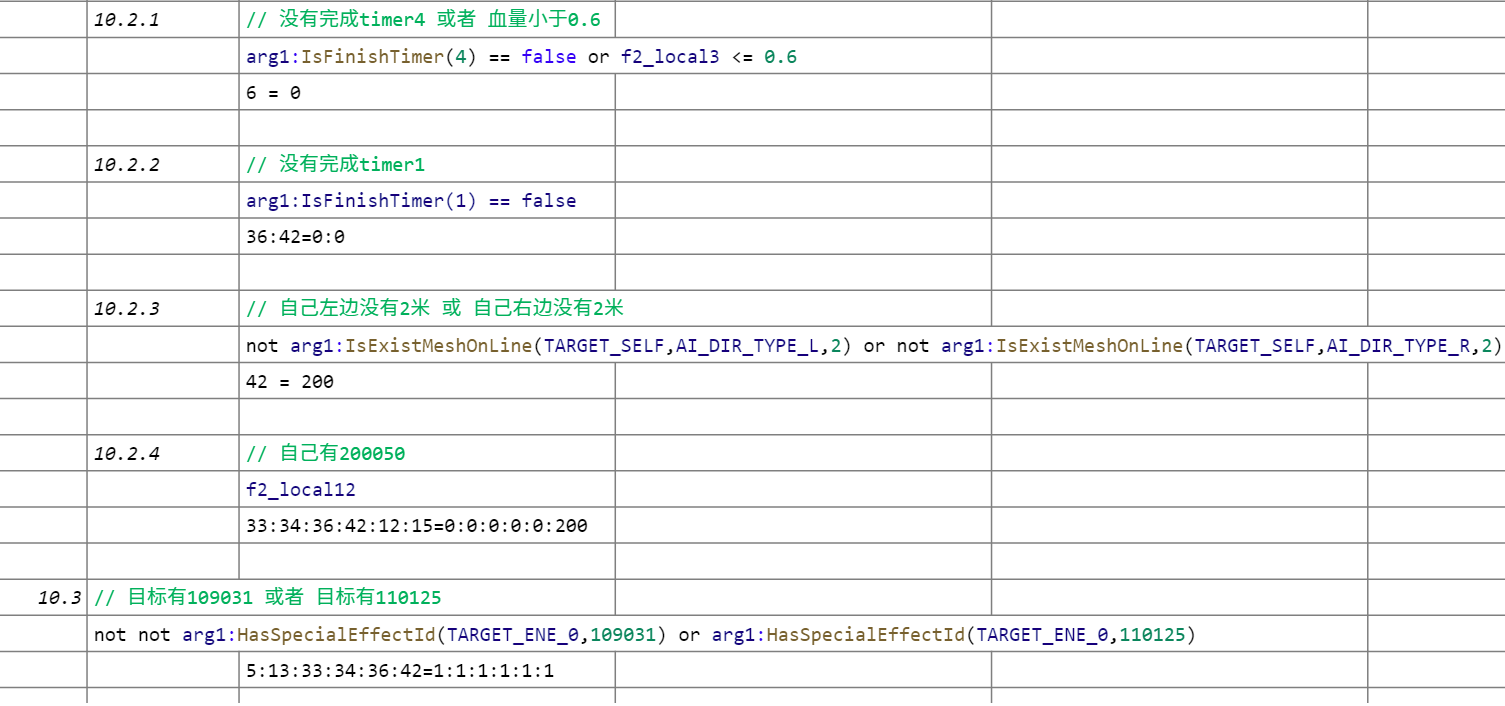 10.2.1 // 没有完成timer4 或者 血量小于0.6
arg1:IsFinishTimer(4) == false or f2_local3 <= 0.6
6 = 0
10.2.2 // 没有完成timer1
arg1:IsFinishTimer(1) == false
36:42=0:0
10.2.3 // 自己左边没有2米 或 自己右边没有2米
not arg1:IsExistMeshOnLine(TARGET_SELF,AI_DIR_TYPE_L,2) or not arg1:IsExistMeshOnLine(TARGET_SELF,AI_DIR_TYPE_R,2)
42 = 200
10.2.4 // 自己有200050
f2_local12
33:34:36:42:12:15=0:0:0:0:0:200
10.3 // 目标有109031 或者 目标有110125
not not arg1:HasSpecialEffectId(TARGET_ENE_0,109031) or arg1:HasSpecialEffectId(TARGET_ENE_0,110125)
5:13:33:34:36:42=1:1:1:1:1:1